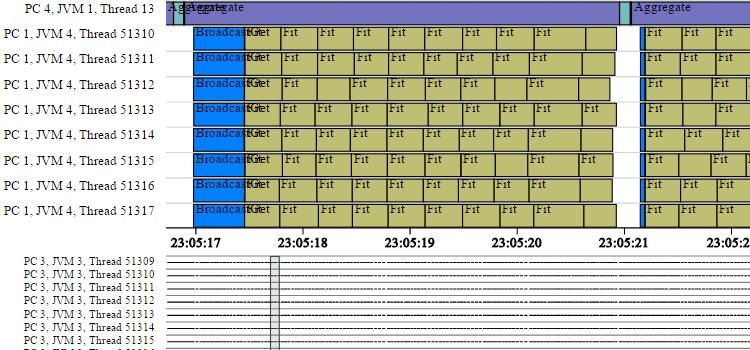 PC 4, JVM 1, Thread 13 Aggregate Aggregate Aggregate
PC 1, JVM 4, Thread 51310 Broadcast Get Fit Fit Fit Fit Fit Fit Fit Fit Fit Fit Fit
PC 1, JVM 4, Thread 51311 Broadcast Get Fit Fit Fit Fit Fit Fit Fit Fit Fit Fit Fit
PC 1, JVM 4, Thread 51312 Broadcast Get Fit Fit Fit Fit Fit Fit Fit
PC 1, JVM 4, Thread 51313 Broadcast Get Fit Fit Fit Fit Fit Fit Fit Fit Fit Fit Fit
PC 1, JVM 4, Thread 51314 Broadcast Get Fit Fit Fit Fit Fit Fit Fit Fit Fit Fit Fit
PC 1, JVM 4, Thread 51315 Broadcast Get Fit Fit Fit Fit Fit Fit Fit Fit Fit Fit
PC 1, JVM 4, Thread 51316 Broadcast Get Fit Fit Fit Fit Fit Fit Fit Fit Fit Fit Fit
PC 1, JVM 4, Thread 51317 Broadcast Get Fit Fit Fit Fit Fit Fit Fit Fit Fit Fit Fit
23:05:17 23:05:18 23:05:19 23:05:20 23:05:21 23:05:2
PC 3, JVM 3, Thread 51309
PC 3, JVM 3, Thread 51310
PC 3, JVM 3, Thread 51311
PC 3, JVM 3, Thread 51312
PC 3, JVM 3, Thread 51313
PC 3, JVM 3, Thread 51314
PC 3, JVM 3, Thread 51315